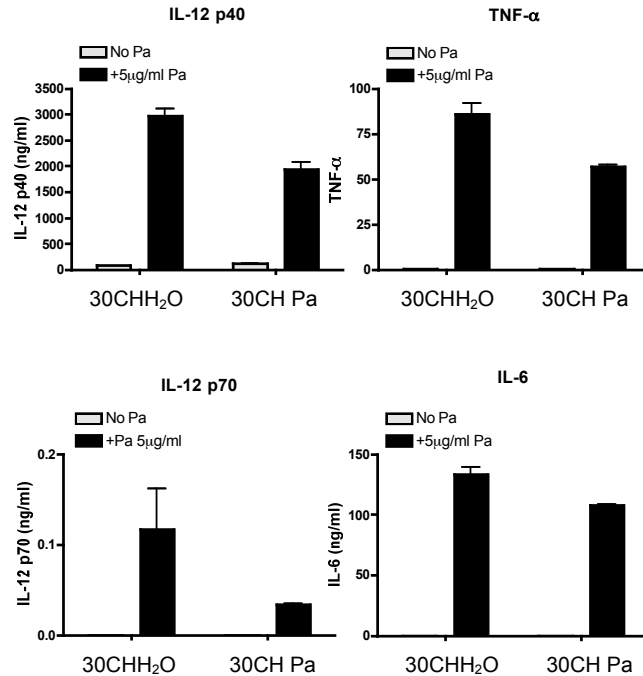 IL-12 p40
No Pa
+5μg/ml Pa
IL-12 p40 (ng/ml)
3500
3000
2500
2000
1500
1000
500
0
30CHH₂O 30CH Pa
TNF-α
No Pa
+5μg/ml Pa
TNF-α
100
75
50
25
0
30CHH₂O 30CH Pa
IL-12 p70
No Pa
+Pa 5μg/ml
IL-12 p70 (ng/ml)
0.2
0.1
0.0
30CHH₂O 30CH Pa
IL-6
No Pa
+5μg/ml Pa
IL-6 (ng/ml)
150
100
50
0
30CHH₂O 30CH Pa